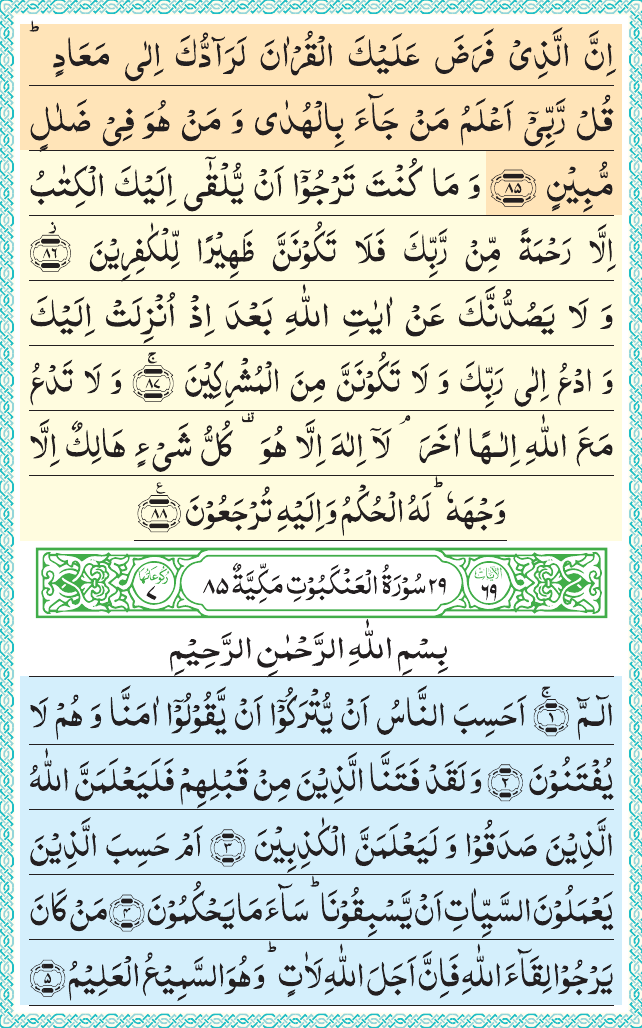 اِنَّ الَّذِیْ فَرَضَ عَلَیْكَ الْقُرْاٰنَ لَرَآدُّكَ اِلٰی مَعَادٍ ؕ
قُلْ رَّبِّیْۤ اَعْلَمُ مَنْ جَآءَ بِالْهُدٰی وَ مَنْ هُوَ فِیْ ضَلٰلٍ
مُّبِیْنٍ ﴿۸۵﴾ وَ مَا كُنْتَ تَرْجُوْۤا اَنْ یُّلْقٰۤی اِلَیْكَ الْكِتٰبُ
اِلَّا رَحْمَةً مِّنْ رَّبِّكَ فَلَا تَكُوْنَنَّ ظَهِیْرًا لِّلْكٰفِرِیْنَ ﴿۸۶﴾ؗ
وَ لَا یَصُدُّنَّكَ عَنْ اٰیٰتِ اللّٰهِ بَعْدَ اِذْ اُنْزِلَتْ اِلَیْكَ
وَ ادْعُ اِلٰی رَبِّكَ وَ لَا تَكُوْنَنَّ مِنَ الْمُشْرِكِیْنَ ﴿۸۷﴾ۚ وَ لَا تَدْعُ
مَعَ اللّٰهِ اِلٰهًا اٰخَرَ ۘ لَاۤ اِلٰهَ اِلَّا هُوَ ۫ كُلُّ شَیْءٍ هَالِكٌ اِلَّا
وَجْهَهٗ ؕ لَهُ الْحُكْمُ وَ اِلَیْهِ تُرْجَعُوْنَ ﴿۸۸﴾ ع
اٰیَاتُهَا ۶۹ ۲۹ سُوْرَةُ الْعَنْكَبُوْتِ مَكِّیَّةٌ ۸۵ رُكُوْعَاتُهَا ۷
بِسْمِ اللّٰهِ الرَّحْمٰنِ الرَّحِیْمِ
الٓمّٓ ﴿۱﴾ۚ اَحَسِبَ النَّاسُ اَنْ یُّتْرَكُوْۤا اَنْ یَّقُوْلُوْۤا اٰمَنَّا وَ هُمْ لَا
یُفْتَنُوْنَ ﴿۲﴾ وَ لَقَدْ فَتَنَّا الَّذِیْنَ مِنْ قَبْلِهِمْ فَلَیَعْلَمَنَّ اللّٰهُ
الَّذِیْنَ صَدَقُوْا وَ لَیَعْلَمَنَّ الْكٰذِبِیْنَ ﴿۳﴾ اَمْ حَسِبَ الَّذِیْنَ
یَعْمَلُوْنَ السَّیِّاٰتِ اَنْ یَّسْبِقُوْنَا ؕ سَآءَ مَا یَحْكُمُوْنَ ﴿۴﴾ مَنْ كَانَ
یَرْجُوْا لِقَآءَ اللّٰهِ فَاِنَّ اَجَلَ اللّٰهِ لَاٰتٍ ؕ وَ هُوَ السَّمِیْعُ الْعَلِیْمُ ﴿۵﴾